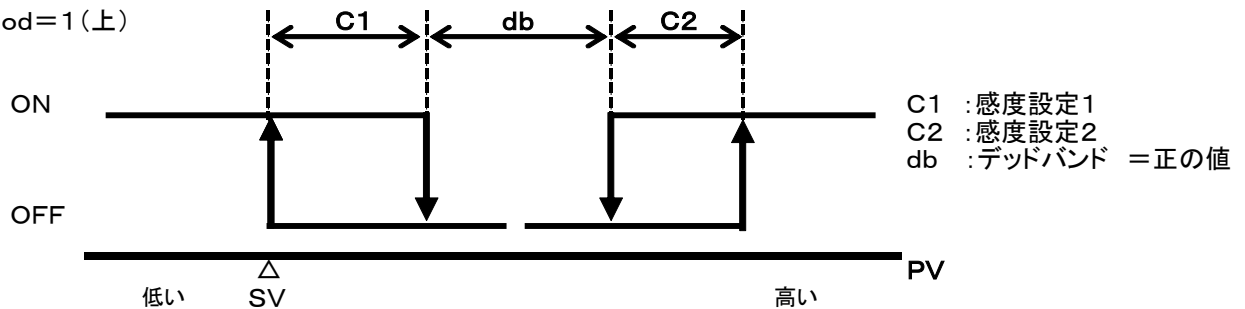 od=1(上)
C1 db C2
ON
C1 :感度設定1
C2 :感度設定2
db :デッドバンド =正の値
OFF
PV
低い SV 高い